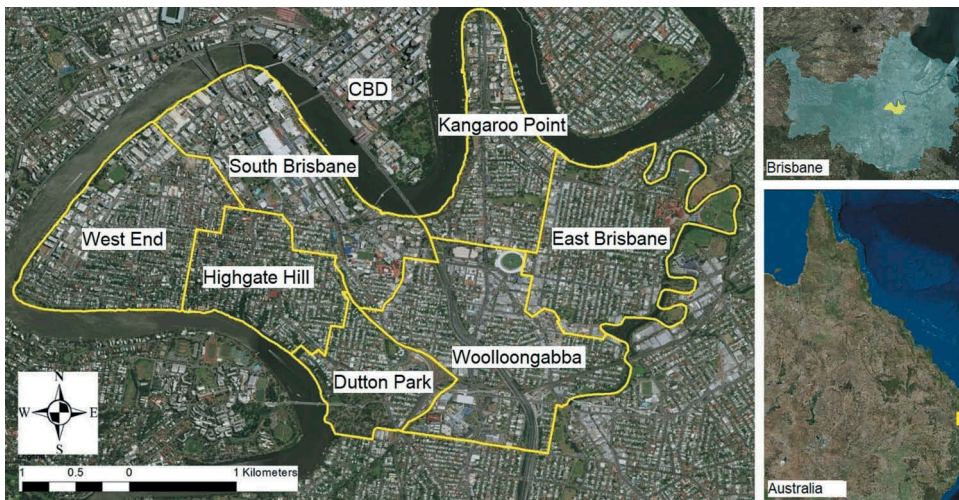 CBD
Kangaroo Point
South Brisbane
West End
East Brisbane
Highgate Hill
Woolloongabba
Dutton Park
N
W E
S
1 0.5 0 1 Kilometers
Brisbane
Australia